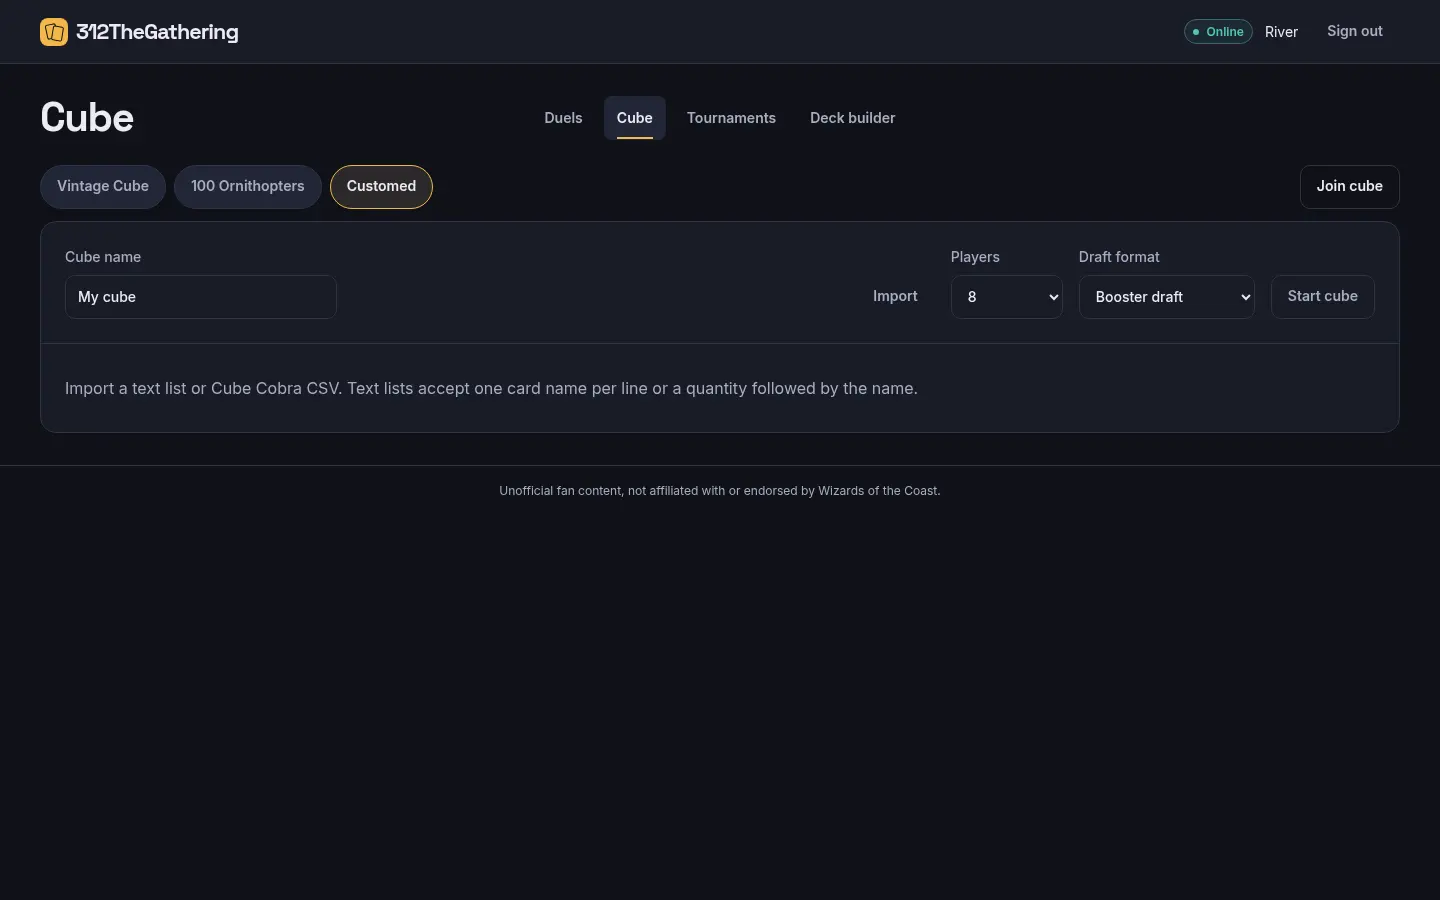 312TheGathering
Online River Sign out
Cube
Duels Cube Tournaments Deck builder
Vintage Cube 100 Ornithopters Customed Join cube
Cube name Players Draft format
My cube Import 8 Booster draft Start cube
Import a text list or Cube Cobra CSV. Text lists accept one card name per line or a quantity followed by the name.
Unofficial fan content, not affiliated with or endorsed by Wizards of the Coast.